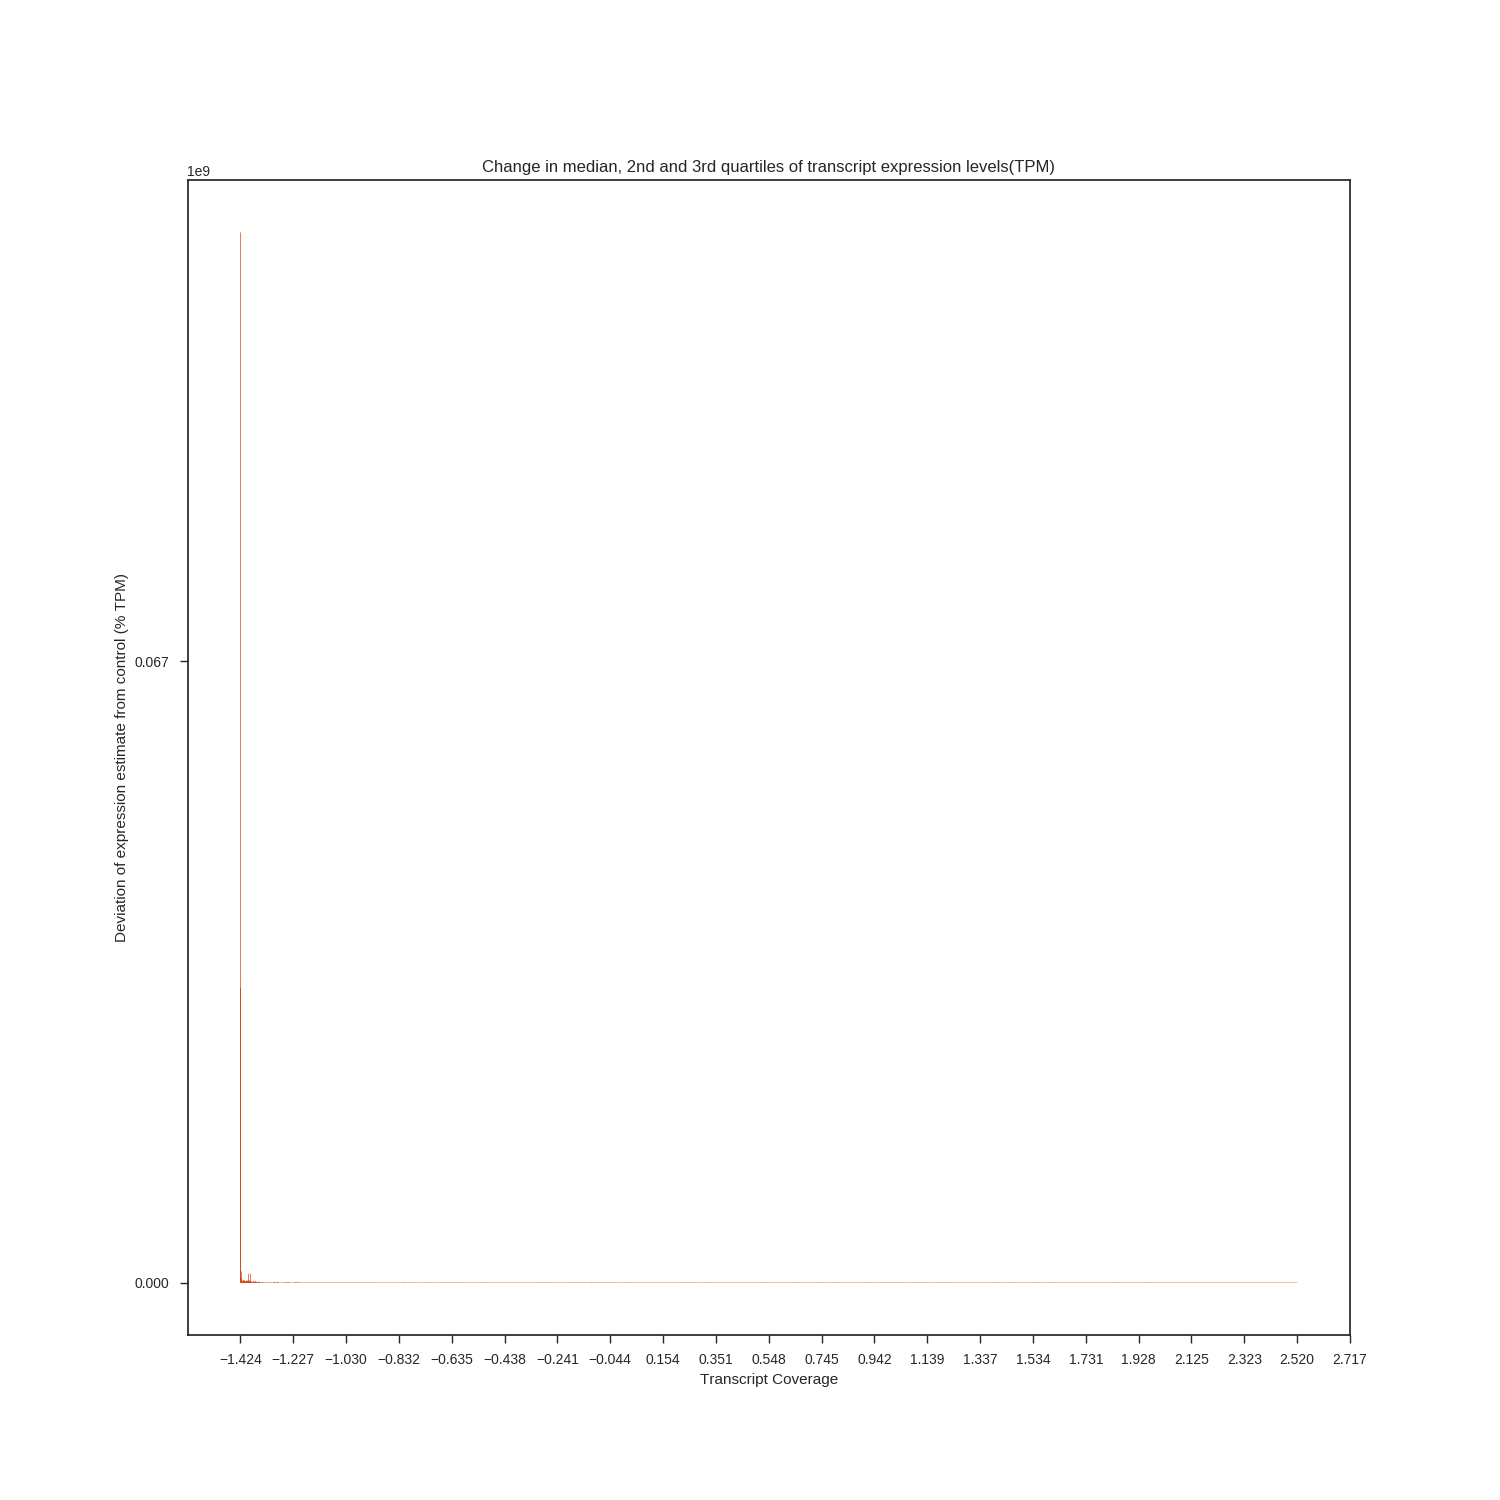 Change in median, 2nd and 3rd quartiles of transcript expression levels(TPM)
1e9
Deviation of expression estimate from control (% TPM)
0.067
0.000
−1.424 −1.227 −1.030 −0.832 −0.635 −0.438 −0.241 −0.044 0.154 0.351 0.548 0.745 0.942 1.139 1.337 1.534 1.731 1.928 2.125 2.323 2.520 2.717
Transcript Coverage